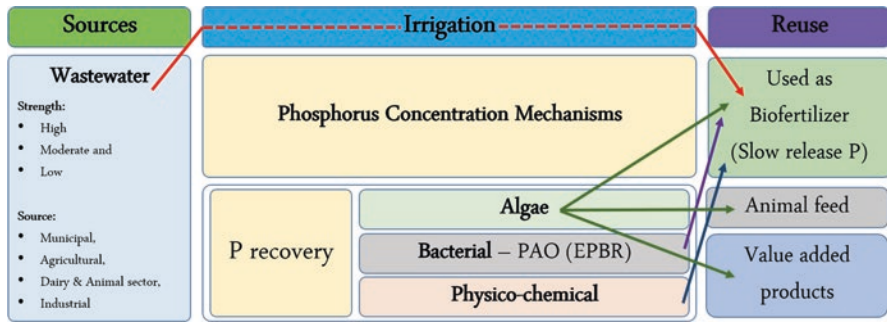 Sources
Irrigation
Reuse
Wastewater
Strength:
• High
• Moderate and
• Low
Source:
• Municipal,
• Agricultural,
• Dairy & Animal sector,
• Industrial
Phosphorus Concentration Mechanisms
P recovery
Algae
Bacterial – PAO (EPBR)
Physico-chemical
Used as
Biofertilizer
(Slow release P)
Animal feed
Value added
products